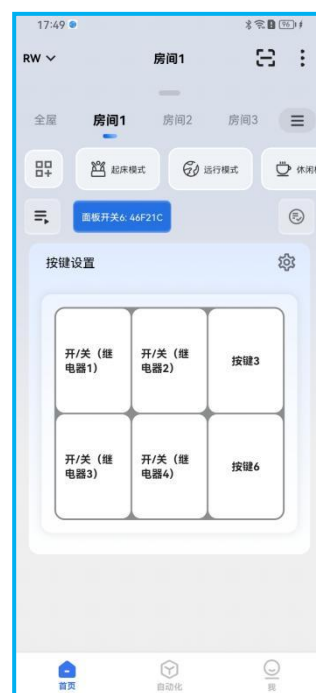 17:49 96
RW 房间1
全屋 房间1 房间2 房间3
起床模式 运行模式 休闲
面板开关6: 46F21C
按键设置
开/关（继
电器1）
开/关（继
电器2）
按键3
开/关（继
电器3）
开/关（继
电器4）
按键6
首页 自动化 我